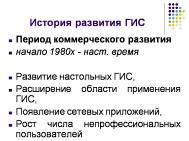 История развития ГИС
Период коммерческого развития
начало 1980х - наст. время
Развитие настольных ГИС,
Расширение области применения
ГИС,
Появление сетевых приложений,
Рост числа непрофессиональных
пользователей